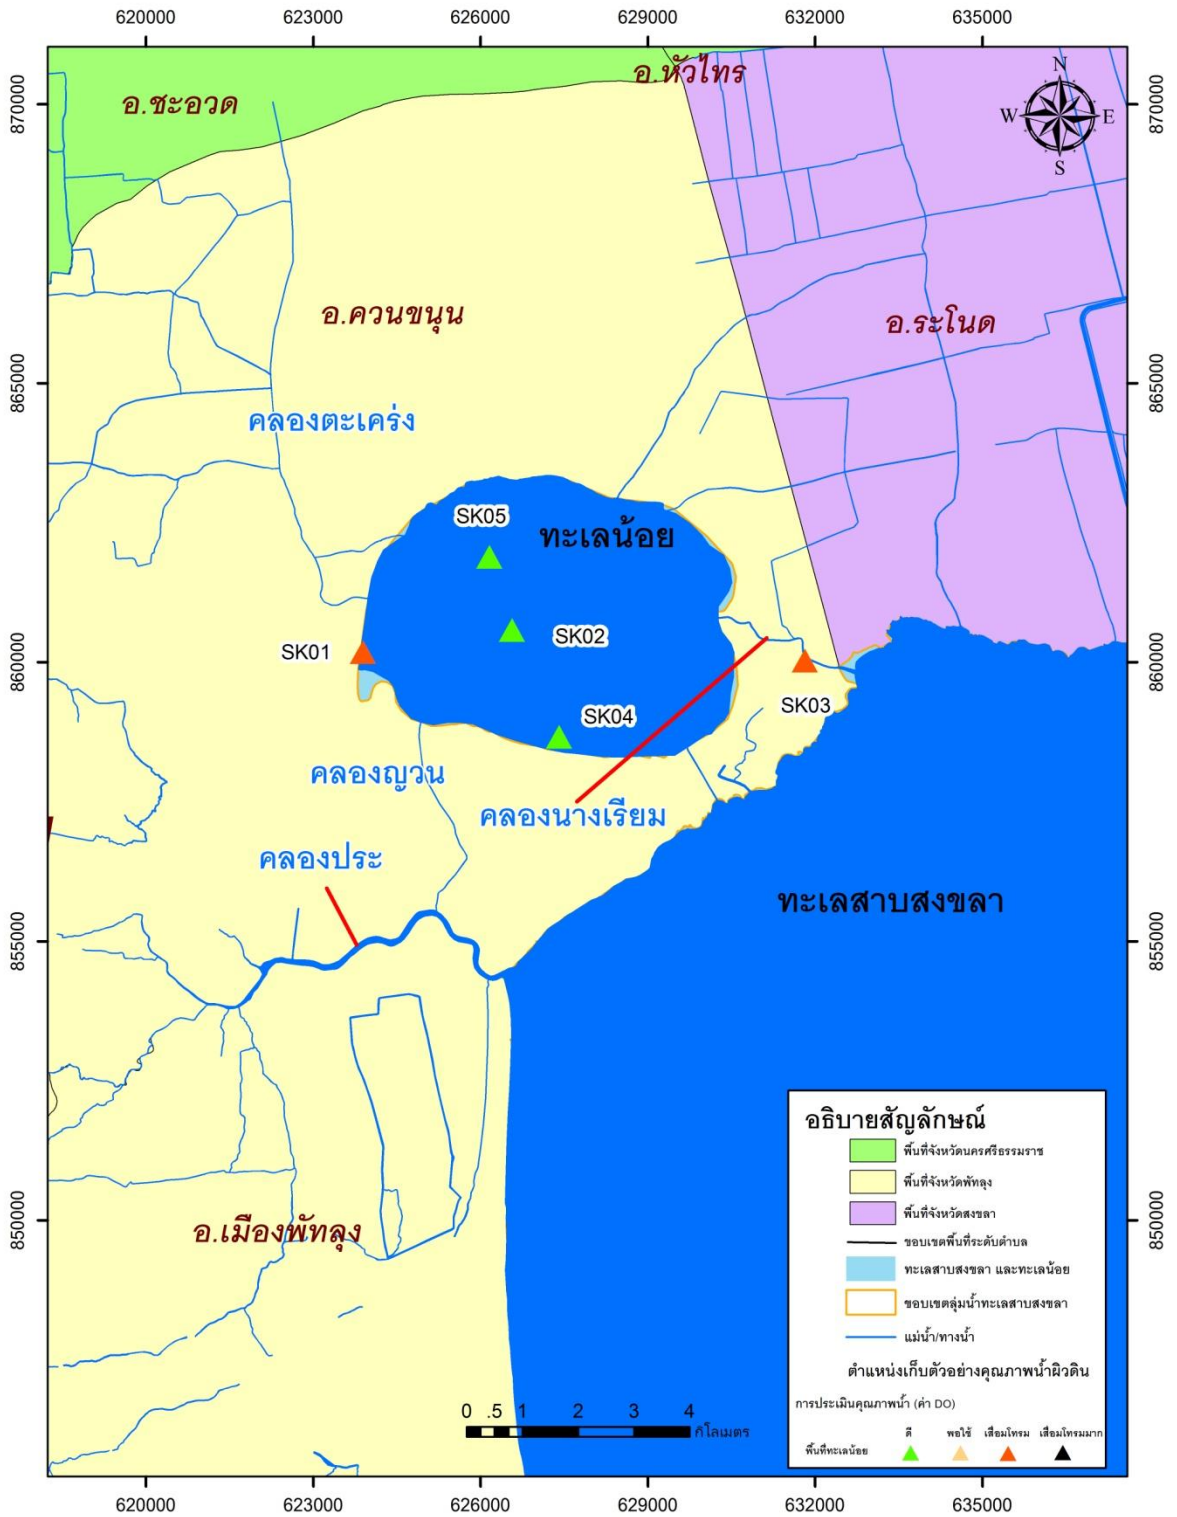 620000 623000 626000 629000 632000 635000
870000 870000
อ.หัวไทร
อ.ชะอวด
N
W E
S
อ.ควนขนุน
อ.ระโนด
865000 865000
คลองตะเคร่ง
SK05
ทะเลน้อย
SK02
SK01
860000 860000
SK03
SK04
คลองญวน
คลองนางเรียม
คลองประ
ทะเลสาบสงขลา
855000 855000
อ.เมืองพัทลุง
850000 850000
0 .5 1 2 3 4
กิโลเมตร
อธิบายสัญลักษณ์
พื้นที่จังหวัดนครศรีธรรมราช
พื้นที่จังหวัดพัทลุง
พื้นที่จังหวัดสงขลา
ขอบเขตพื้นที่ระดับตำบล
ทะเลสาบสงขลา และทะเลน้อย
ขอบเขตลุ่มน้ำทะเลสาบสงขลา
แม่น้ำ/ทางน้ำ
ตำแหน่งเก็บตัวอย่างคุณภาพน้ำผิวดิน
การประเมินคุณภาพน้ำ (ค่า DO)
ดี พอใช้ เสื่อมโทรม เสื่อมโทรมมาก
พื้นที่ทะเลน้อย
620000 623000 626000 629000 632000 635000